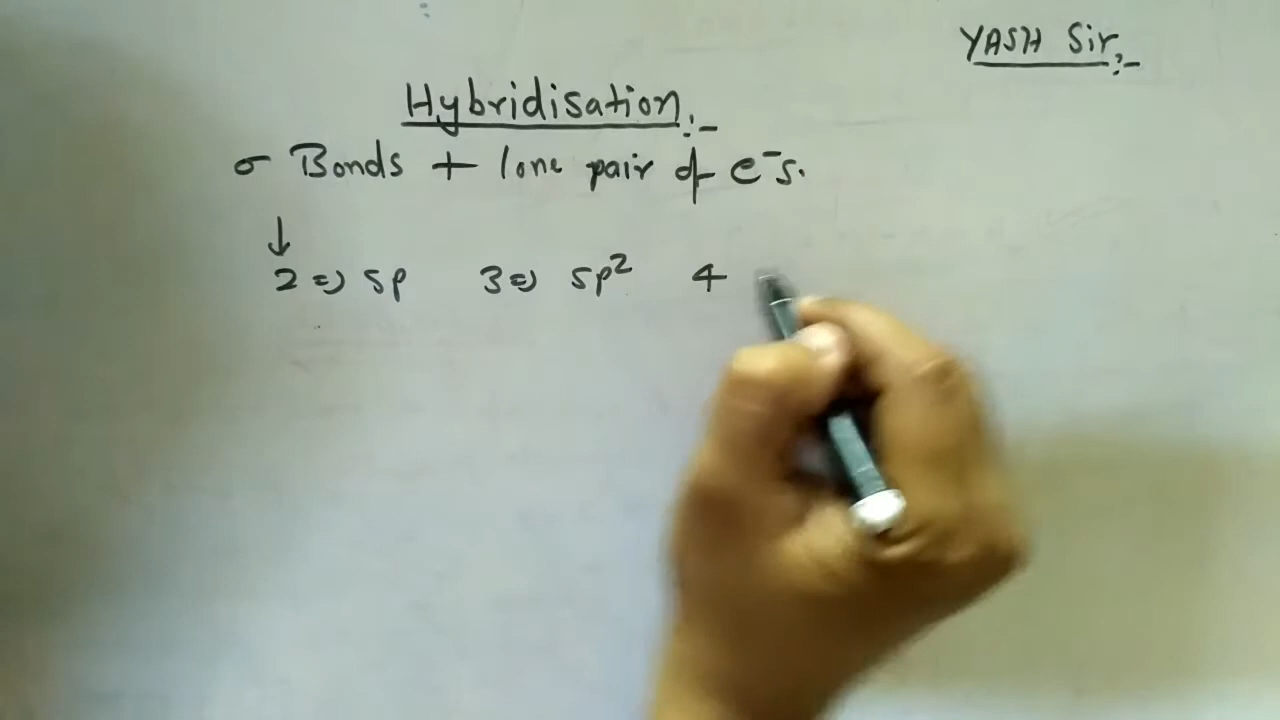 YASH Sir:-
Hybridisation:-
σ Bonds + lone pair of e⁻s.
↓
2 => sp 3 => sp² 4